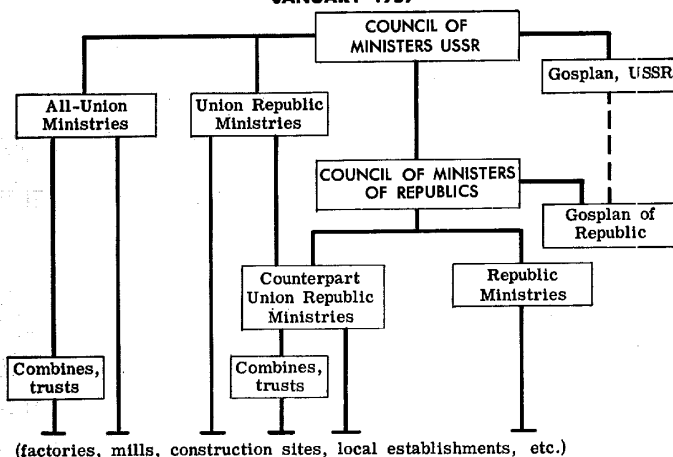 COUNCIL OF
MINISTERS USSR
Gosplan, USSR
All-Union
Ministries
Union Republic
Ministries
COUNCIL OF MINISTERS
OF REPUBLICS
Gosplan of
Republic
Counterpart
Union Republic
Ministries
Republic
Ministries
Combines,
trusts
Combines,
trusts
(factories, mills, construction sites, local establishments, etc.)